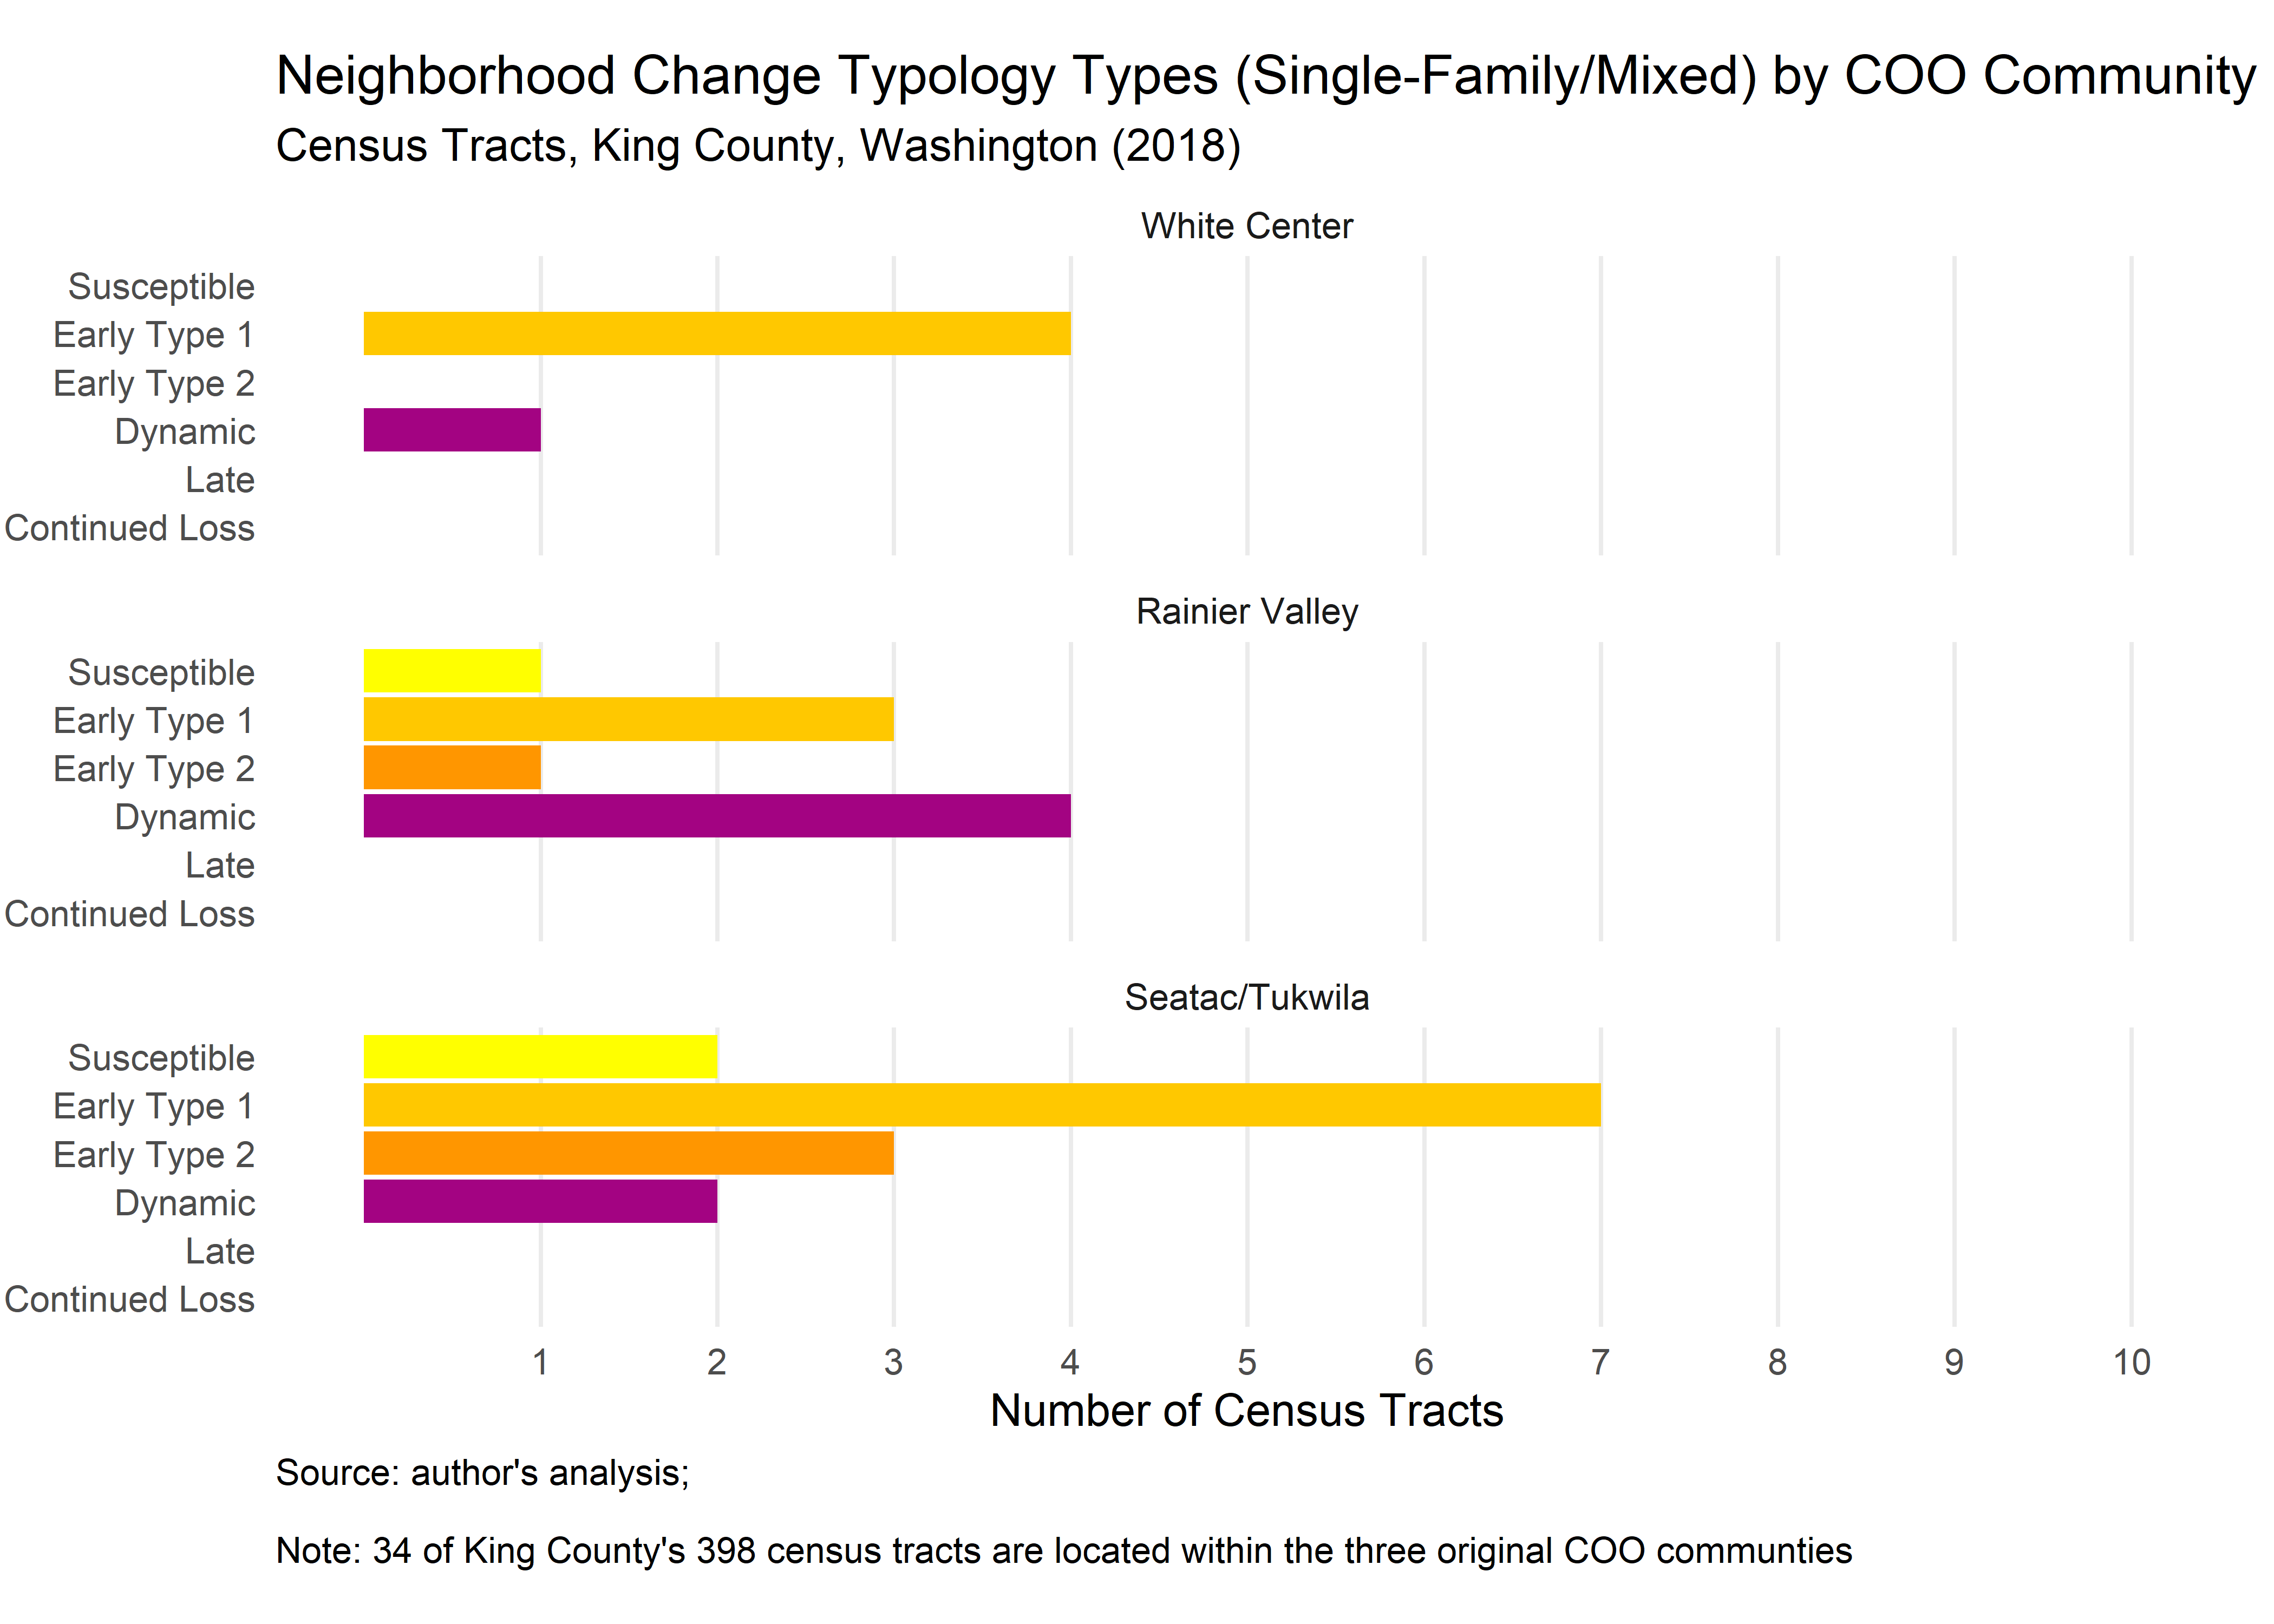 Neighborhood Change Typology Types (Single-Family/Mixed) by COO Community
Census Tracts, King County, Washington (2018)
White Center
Susceptible
Early Type 1
Early Type 2
Dynamic
Late
Continued Loss
Rainier Valley
Susceptible
Early Type 1
Early Type 2
Dynamic
Late
Continued Loss
Seatac/Tukwila
Susceptible
Early Type 1
Early Type 2
Dynamic
Late
Continued Loss
1 2 3 4 5 6 7 8 9 10
Number of Census Tracts
Source: author's analysis;
Note: 34 of King County's 398 census tracts are located within the three original COO communties